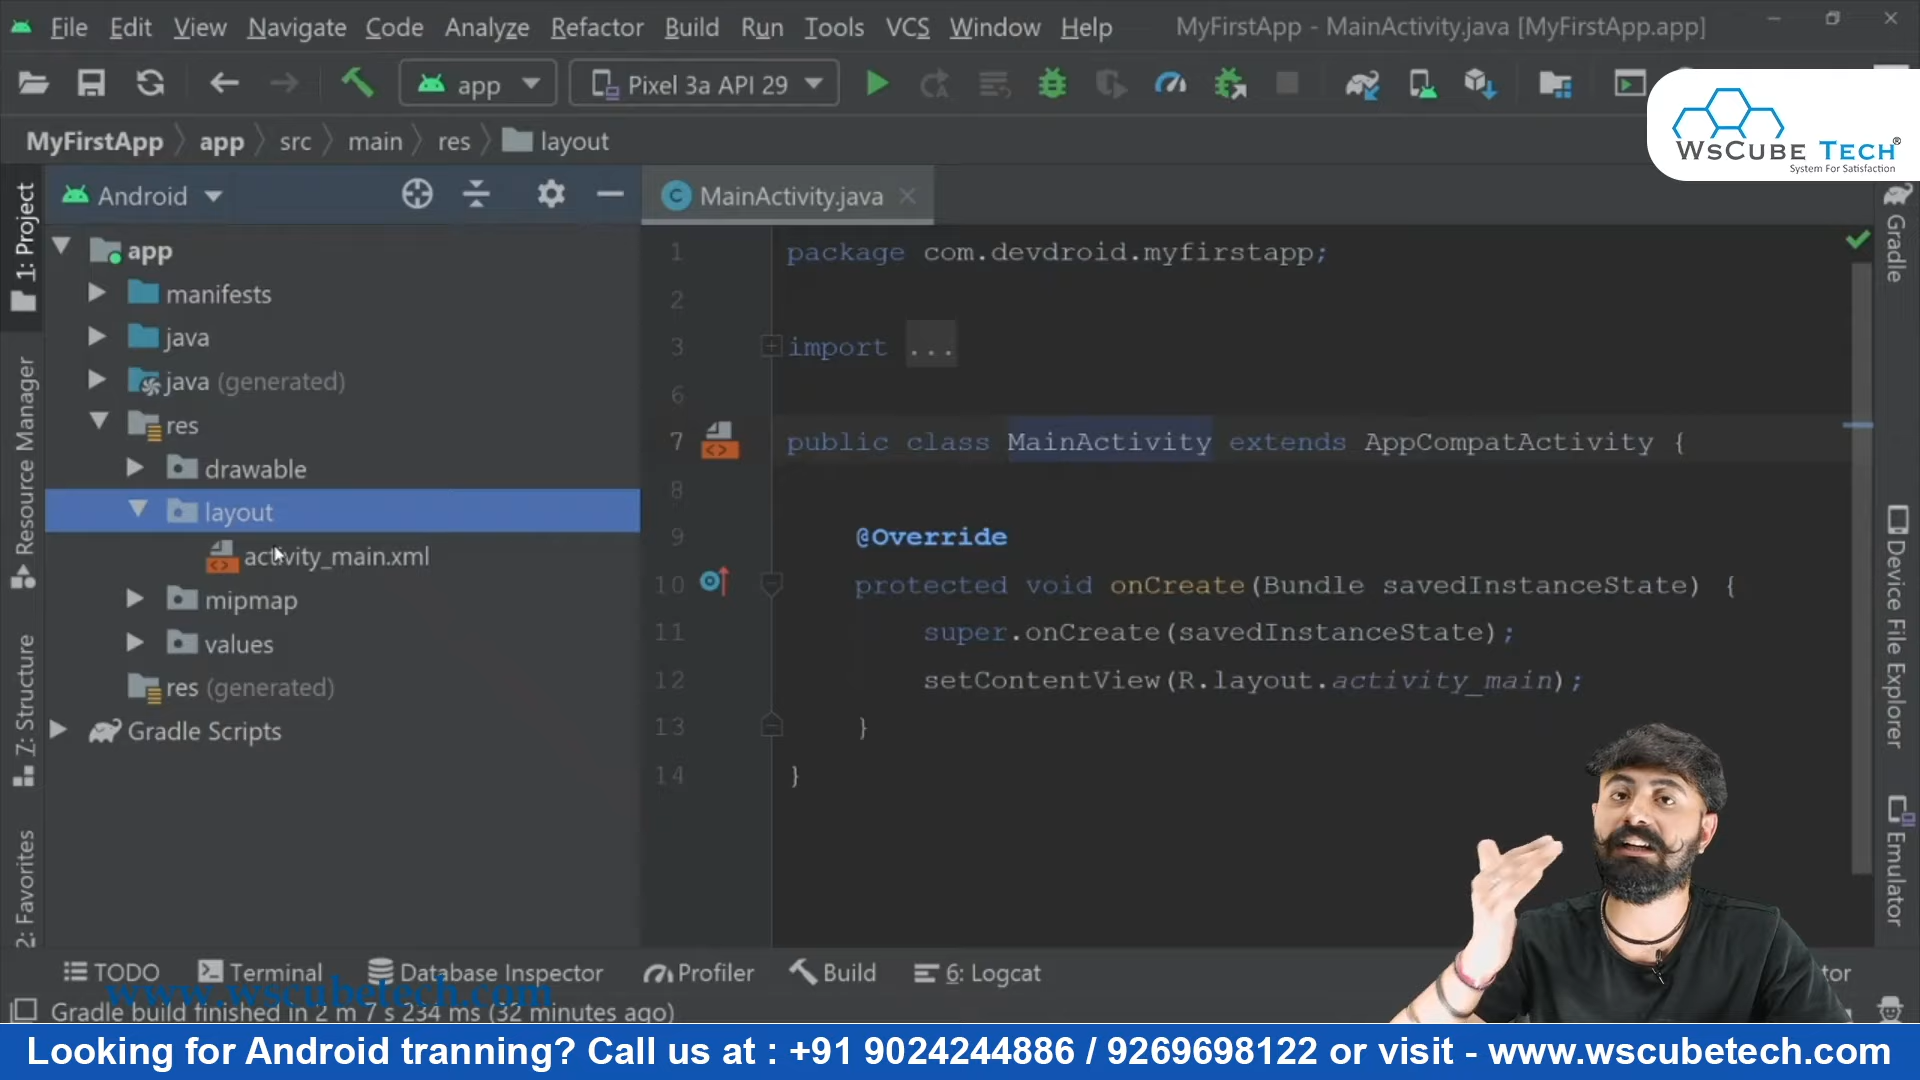 File Edit View Navigate Code Analyze Refactor Build Run Tools VCS Window Help MyFirstApp - MainActivity.java [MyFirstApp.app]
app Pixel 3a API 29
WsCube Tech®
System For Satisfaction
MyFirstApp app src main res layout
Android
MainActivity.java
1: Project
Resource Manager
Z: Structure
2: Favorites
app
manifests
java
java (generated)
res
drawable
layout
activity_main.xml
mipmap
values
res (generated)
Gradle Scripts
1 package com.devdroid.myfirstapp;
2
3 import ...
6
7 public class MainActivity extends AppCompatActivity {
8
9 @Override
10 protected void onCreate(Bundle savedInstanceState) {
11 super.onCreate(savedInstanceState);
12 setContentView(R.layout.activity_main);
13 }
14 }
Gradle
Device File Explorer
Emulator
TODO Terminal Database Inspector Profiler Build 6: Logcat
www.wscubetech.com
Gradle build finished in 2 m 7 s 234 ms (32 minutes ago)
Looking for Android tranning? Call us at : +91 9024244886 / 9269698122 or visit - www.wscubetech.com